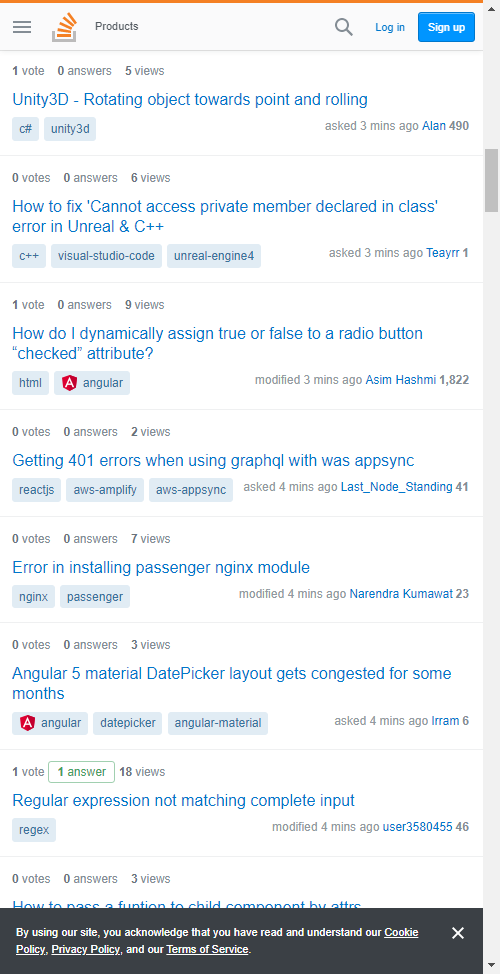 Products
Log in
Sign up
1 vote 0 answers 5 views
Unity3D - Rotating object towards point and rolling
c# unity3d
asked 3 mins ago Alan 490
0 votes 0 answers 6 views
How to fix 'Cannot access private member declared in class'
error in Unreal & C++
c++ visual-studio-code unreal-engine4
asked 3 mins ago Teayrr 1
1 vote 0 answers 9 views
How do I dynamically assign true or false to a radio button
“checked” attribute?
html angular
modified 3 mins ago Asim Hashmi 1,822
0 votes 0 answers 2 views
Getting 401 errors when using graphql with was appsync
reactjs aws-amplify aws-appsync
asked 4 mins ago Last_Node_Standing 41
0 votes 0 answers 7 views
Error in installing passenger nginx module
nginx passenger
modified 4 mins ago Narendra Kumawat 23
0 votes 0 answers 3 views
Angular 5 material DatePicker layout gets congested for some
months
angular datepicker angular-material
asked 4 mins ago Irram 6
1 vote 1 answer 18 views
Regular expression not matching complete input
regex
modified 4 mins ago user3580455 46
0 votes 0 answers 3 views
How to pass a funtion to child component by attrs
By using our site, you acknowledge that you have read and understand our Cookie
Policy, Privacy Policy, and our Terms of Service.